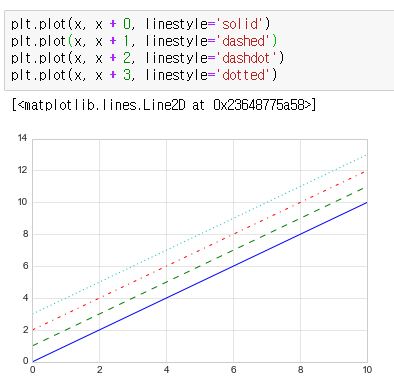 plt.plot(x, x + 0, linestyle='solid')
plt.plot(x, x + 1, linestyle='dashed')
plt.plot(x, x + 2, linestyle='dashdot')
plt.plot(x, x + 3, linestyle='dotted')
[<matplotlib.lines.Line2D at 0x23648775a58>]
14
12
10
8
6
4
2
0
0 2 4 6 8 10